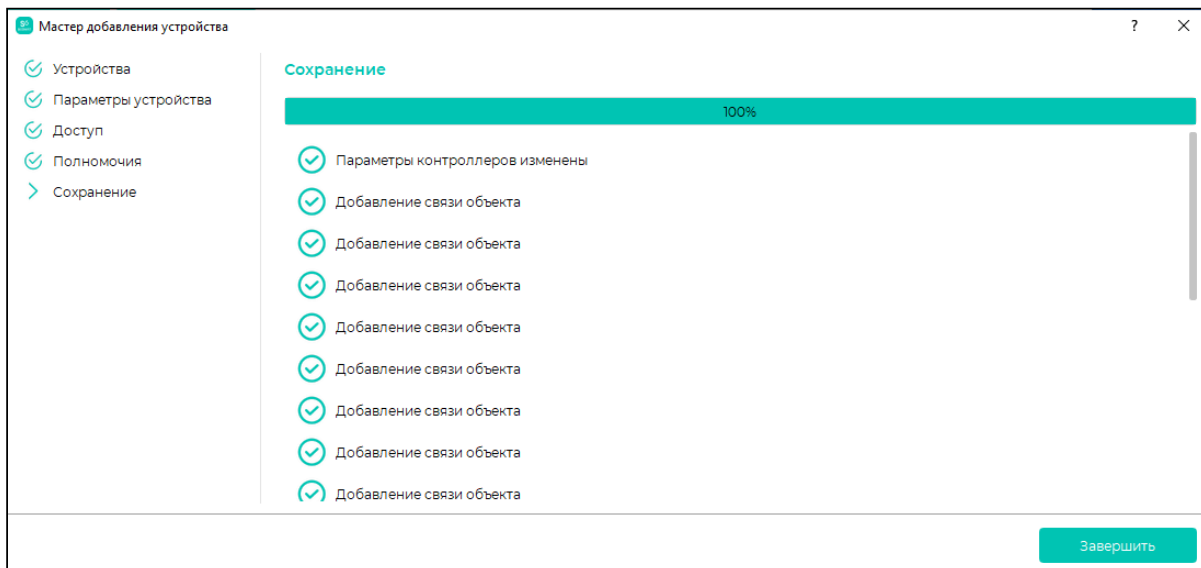 Мастер добавления устройства
?
Устройства
Параметры устройства
Доступ
Полномочия
Сохранение
Сохранение
100%
Параметры контроллеров изменены
Добавление связи объекта
Добавление связи объекта
Добавление связи объекта
Добавление связи объекта
Добавление связи объекта
Добавление связи объекта
Добавление связи объекта
Добавление связи объекта
Завершить